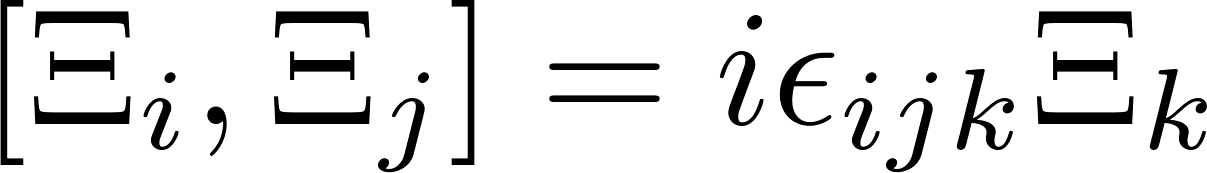 [Ξ_i, Ξ_j] = iϵ_{ijk} Ξ_k